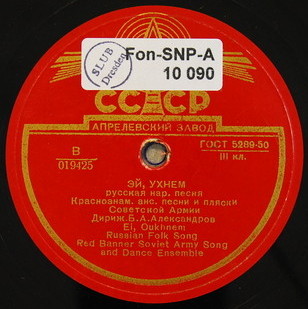 SLUB
Dresden
Fon-SNP-A
10 090
СССР
АПРЕЛЕВСКИЙ ЗАВОД
В
019425
ГОСТ 5289-50
III кл.
ЭЙ, УХНЕМ
русская нар. песня
Краснознам. анс. песни и пляски
Советской Армии
Дириж. Б.А.Александров
Ei, Oukhnem
Russian Folk Song
Red Banner Soviet Army Song
and Dance Ensemble